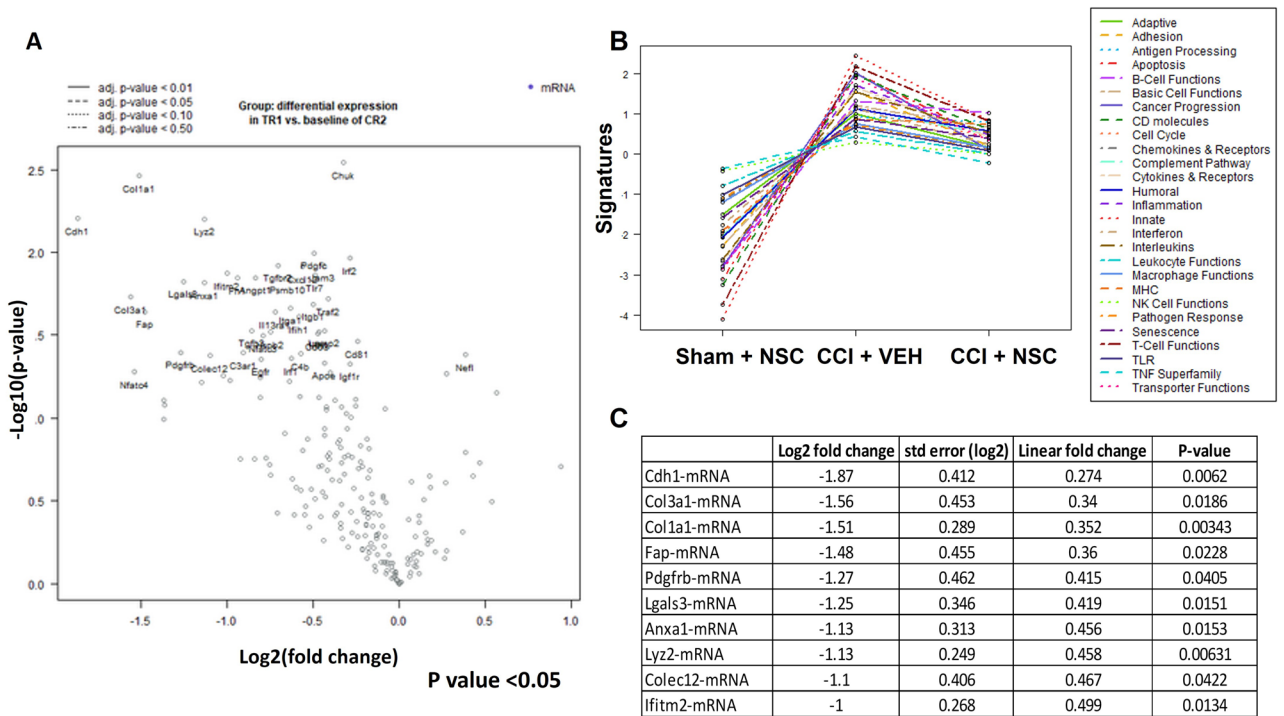 A
adj. p-value < 0.01
adj. p-value < 0.05
adj. p-value < 0.10
adj. p-value < 0.50
Group: differential expression
in TR1 vs. baseline of CR2
mRNA
2.5
2.0
.5
.0
0.5
0.0
-Log10(p-value)
Chuk
Col1a1
Cdh1
Lyz2
Pdgfc
Irf2
Tgfbr2
Ifitm2
Angpt1
Psmb10
Tlr7
Lgals3
Anxa1
Col3a1
Fap
Traf2
Itga1
Itgb1
Il13ra1
Ifih1
Cd81
Nefl
Pdgfrb
Colec12
C3ar1
Egfr
Irf1
C4b
Apoe
Igf1r
Nfatc4
-1.5
-1.0
-0.5
0.0
0.5
1.0
Log2(fold change)
P value <0.05
B
Signatures
2
1
0
-1
-2
-3
-4
Sham + NSC
CCI + VEH
CCI + NSC
Adaptive
Adhesion
Antigen Processing
Apoptosis
B-Cell Functions
Basic Cell Functions
Cancer Progression
CD molecules
Cell Cycle
Chemokines & Receptors
Complement Pathway
Cytokines & Receptors
Humoral
Inflammation
Innate
Interferon
Interleukins
Leukocyte Functions
Macrophage Functions
MHC
NK Cell Functions
Pathogen Response
Senescence
T-Cell Functions
TLR
TNF Superfamily
Transporter Functions
C
Log2 fold change std error (log2) Linear fold change P-value
Cdh1-mRNA -1.87 0.412 0.274 0.0062
Col3a1-mRNA -1.56 0.453 0.34 0.0186
Col1a1-mRNA -1.51 0.289 0.352 0.00343
Fap-mRNA -1.48 0.455 0.36 0.0228
Pdgfrb-mRNA -1.27 0.462 0.415 0.0405
Lgals3-mRNA -1.25 0.346 0.419 0.0151
Anxa1-mRNA -1.13 0.313 0.456 0.0153
Lyz2-mRNA -1.13 0.249 0.458 0.00631
Colec12-mRNA -1.1 0.406 0.467 0.0422
Ifitm2-mRNA -1 0.268 0.499 0.0134